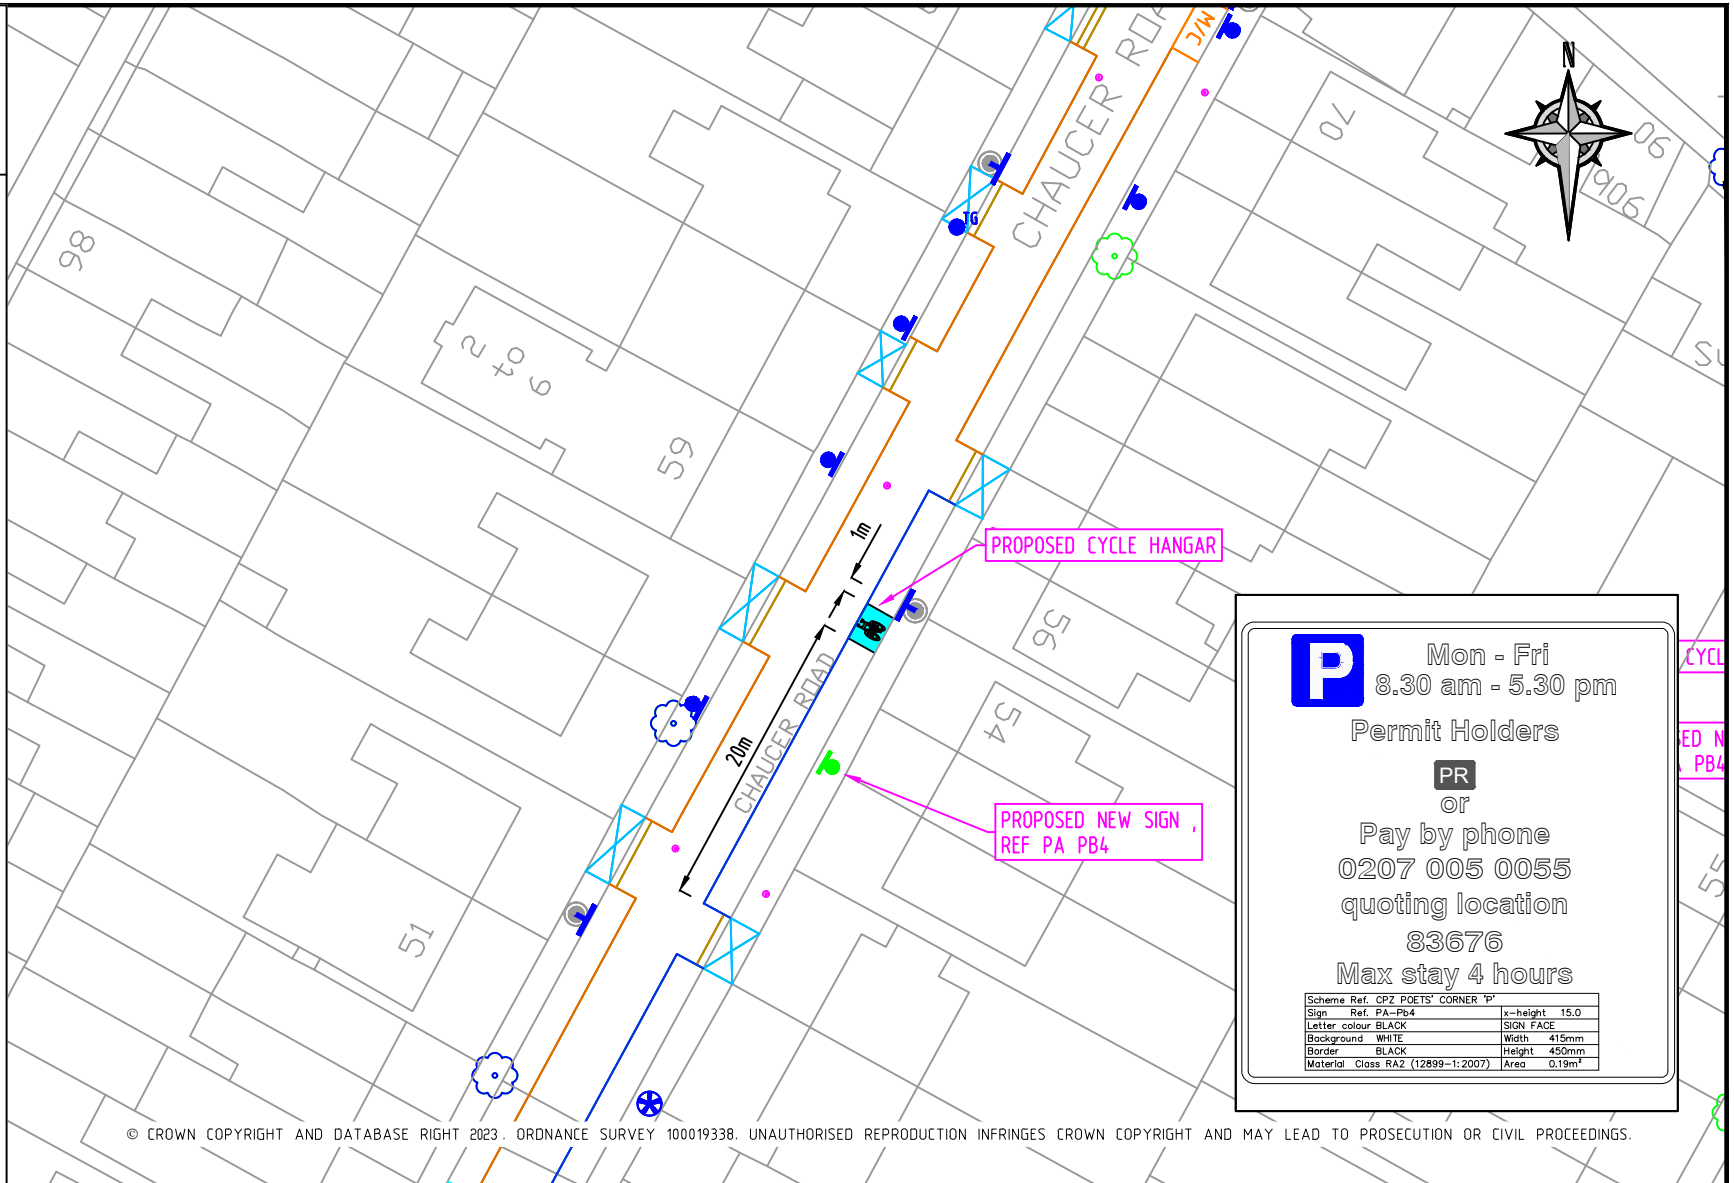 M/C
CHAUCER ROA
N
70
90
90b
TG
98
2
to
91
59
1m
PROPOSED CYCLE HANGAR
56
54
CHAUCER ROAD
20m
PROPOSED NEW SIGN ,
REF PA PB4
51
55
CYCL
SED N
PB4
P Mon - Fri
8.30 am - 5.30 pm
Permit Holders
PR
or
Pay by phone
0207 005 0055
quoting location
83676
Max stay 4 hours
Scheme Ref. CPZ POETS' CORNER 'P'
Sign Ref. PA-Pb4 x-height 15.0
Letter colour BLACK SIGN FACE
Background WHITE Width 415mm
Border BLACK Height 450mm
Material Class RA2 (12899-1:2007) Area 0.19m²
© CROWN COPYRIGHT AND DATABASE RIGHT 2023. ORDNANCE SURVEY 100019338. UNAUTHORISED REPRODUCTION INFRINGES CROWN COPYRIGHT AND MAY LEAD TO PROSECUTION OR CIVIL PROCEEDINGS.